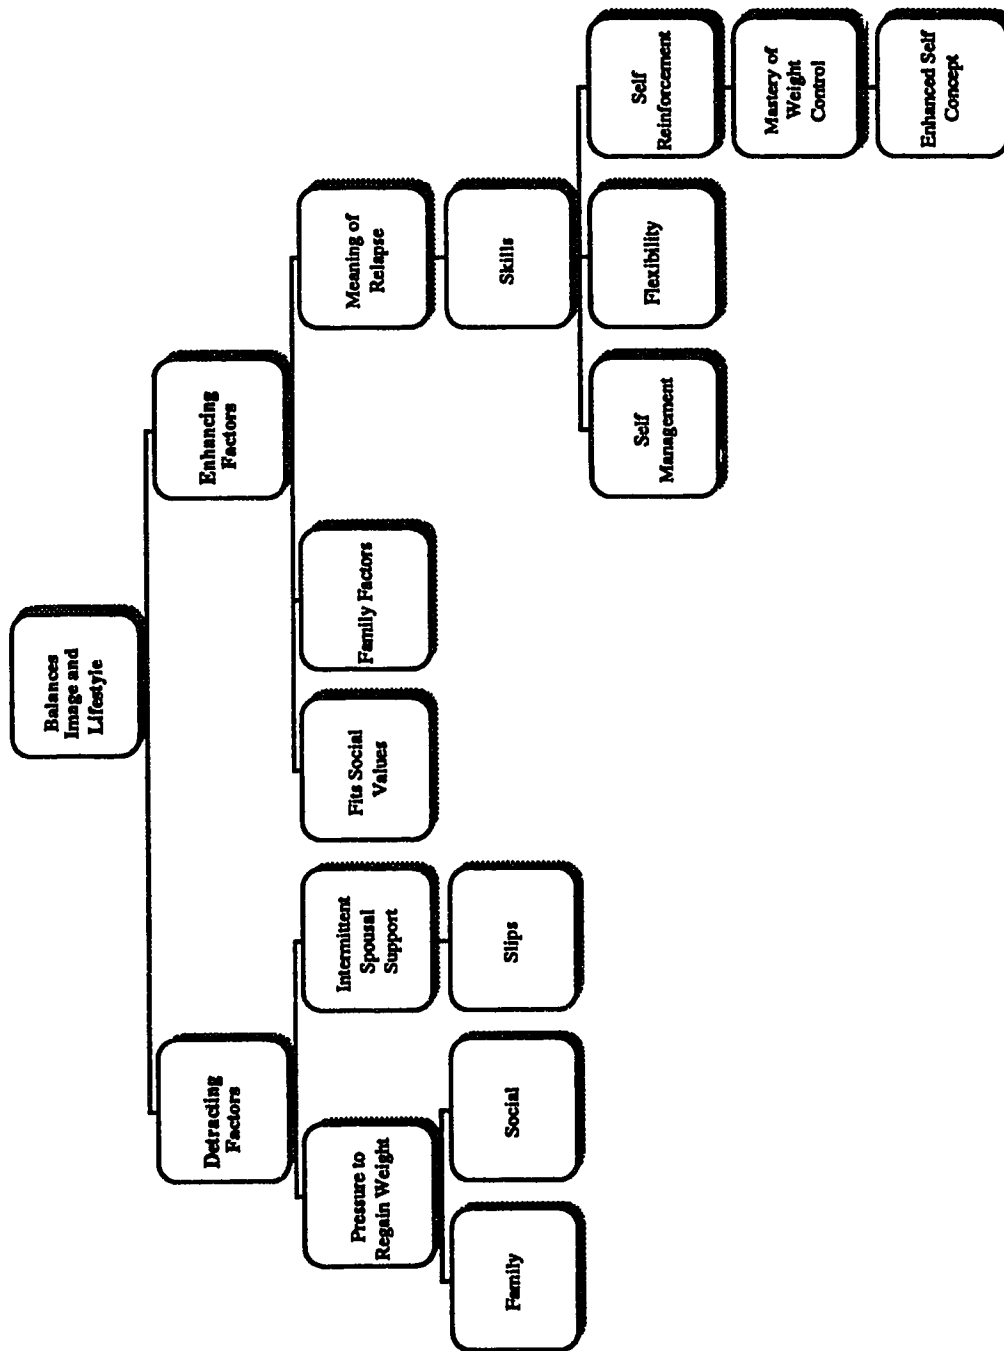 Balances
Image and
Lifestyle
Detracting
Factors
Enhancing
Factors
Pressure to
Regain Weight
Intermittent
Spousal
Support
Fits Social
Values
Family Factors
Meaning of
Relapse
Family
Social
Slips
Skills
Self
Management
Flexibility
Self
Reinforcement
Mastery of
Weight
Control
Enhanced Self
Concept